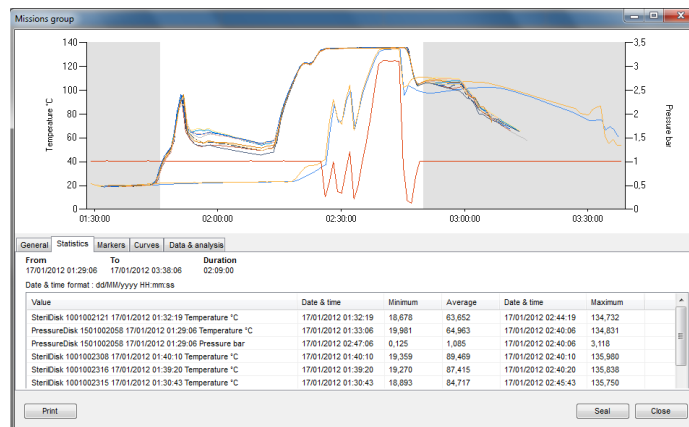 Missions group
140
120
100
80
60
40
20
0
Temperature °C
3,5
3
2,5
2
1,5
1
0,5
0
Pressure bar
01:30:00 02:00:00 02:30:00 03:00:00 03:30:00
General Statistics Markers Curves Data & analysis
From To Duration
17/01/2012 01:29:06 17/01/2012 03:38:06 02:09:00
Date & time format : dd/MM/yyyy HH:mm:ss
Value Date & time Minimum Average Date & time Maximum
SterilDisk 1001002121 17/01/2012 01:32:19 Temperature °C 17/01/2012 01:32:19 18,678 63,652 17/01/2012 02:44:19 134,732
PressureDisk 1501002058 17/01/2012 01:29:06 Temperature °C 17/01/2012 01:33:06 19,981 64,963 17/01/2012 02:40:06 134,831
PressureDisk 1501002058 17/01/2012 01:29:06 Pressure bar 17/01/2012 02:47:06 0,125 1,085 17/01/2012 02:40:06 3,118
SterilDisk 1001002308 17/01/2012 01:40:10 Temperature °C 17/01/2012 01:40:10 19,359 89,469 17/01/2012 02:40:10 135,980
SterilDisk 1001002316 17/01/2012 01:39:20 Temperature °C 17/01/2012 01:39:20 19,270 87,415 17/01/2012 02:40:20 135,838
SterilDisk 1001002315 17/01/2012 01:30:43 Temperature °C 17/01/2012 01:30:43 18,893 84,717 17/01/2012 02:45:43 135,750
Print Seal Close